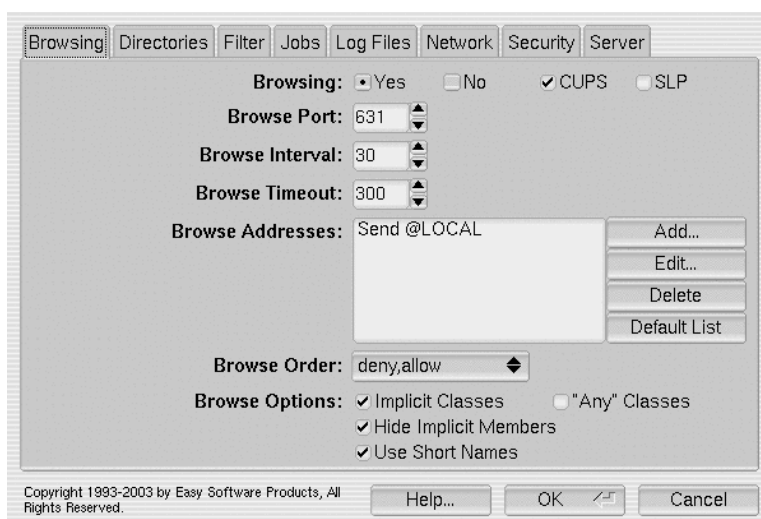 Browsing Directories Filter Jobs Log Files Network Security Server
Browsing: Yes No CUPS SLP
Browse Port: 631
Browse Interval: 30
Browse Timeout: 300
Browse Addresses: Send @LOCAL Add...
Edit...
Delete
Default List
Browse Order: deny,allow
Browse Options: Implicit Classes "Any" Classes
Hide Implicit Members
Use Short Names
Copyright 1993-2003 by Easy Software Products, All
Rights Reserved.
Help... OK Cancel